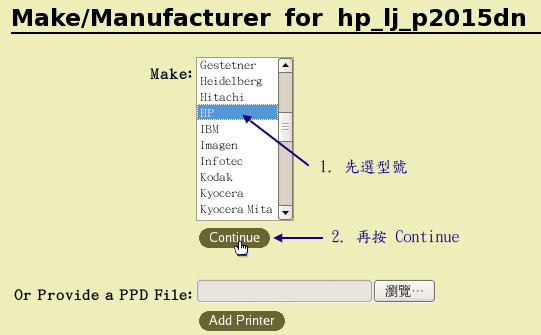 Make/Manufacturer for hp_lj_p2015dn
Make:
Gestetner
Heidelberg
Hitachi
HP
IBM
Imagen
Infotec
Kodak
Kyocera
Kyocera Mita
1. 先選型號
Continue
2. 再按 Continue
Or Provide a PPD File:
瀏覽…
Add Printer